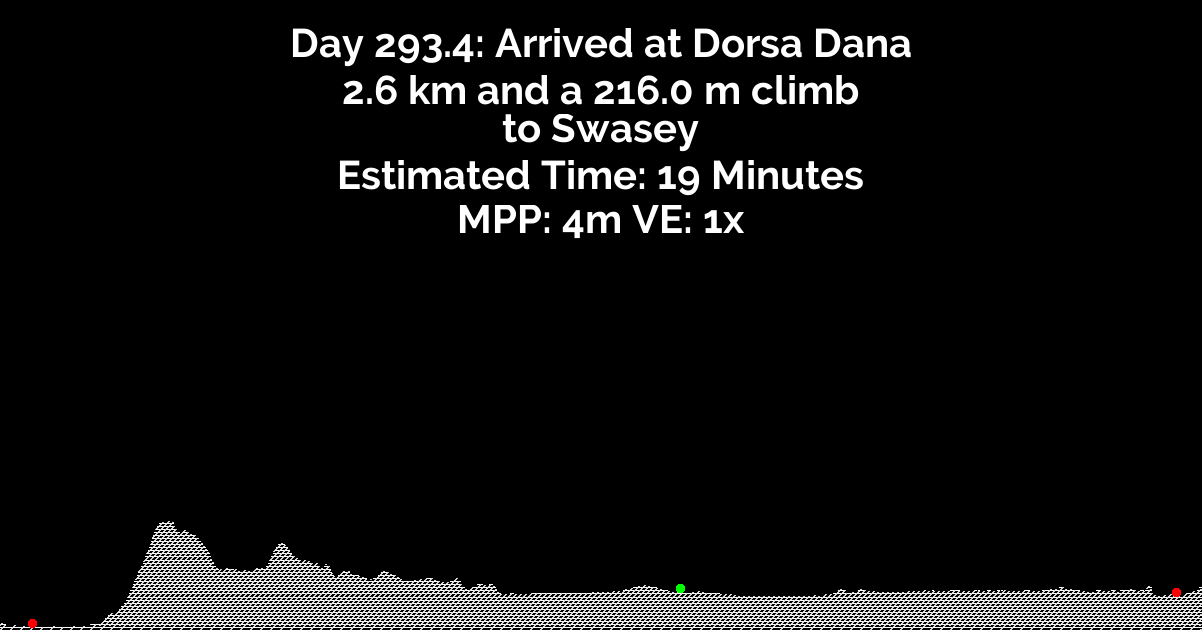 Day 293.4: Arrived at Dorsa Dana
2.6 km and a 216.0 m climb
to Swasey
Estimated Time: 19 Minutes
MPP: 4m VE: 1x